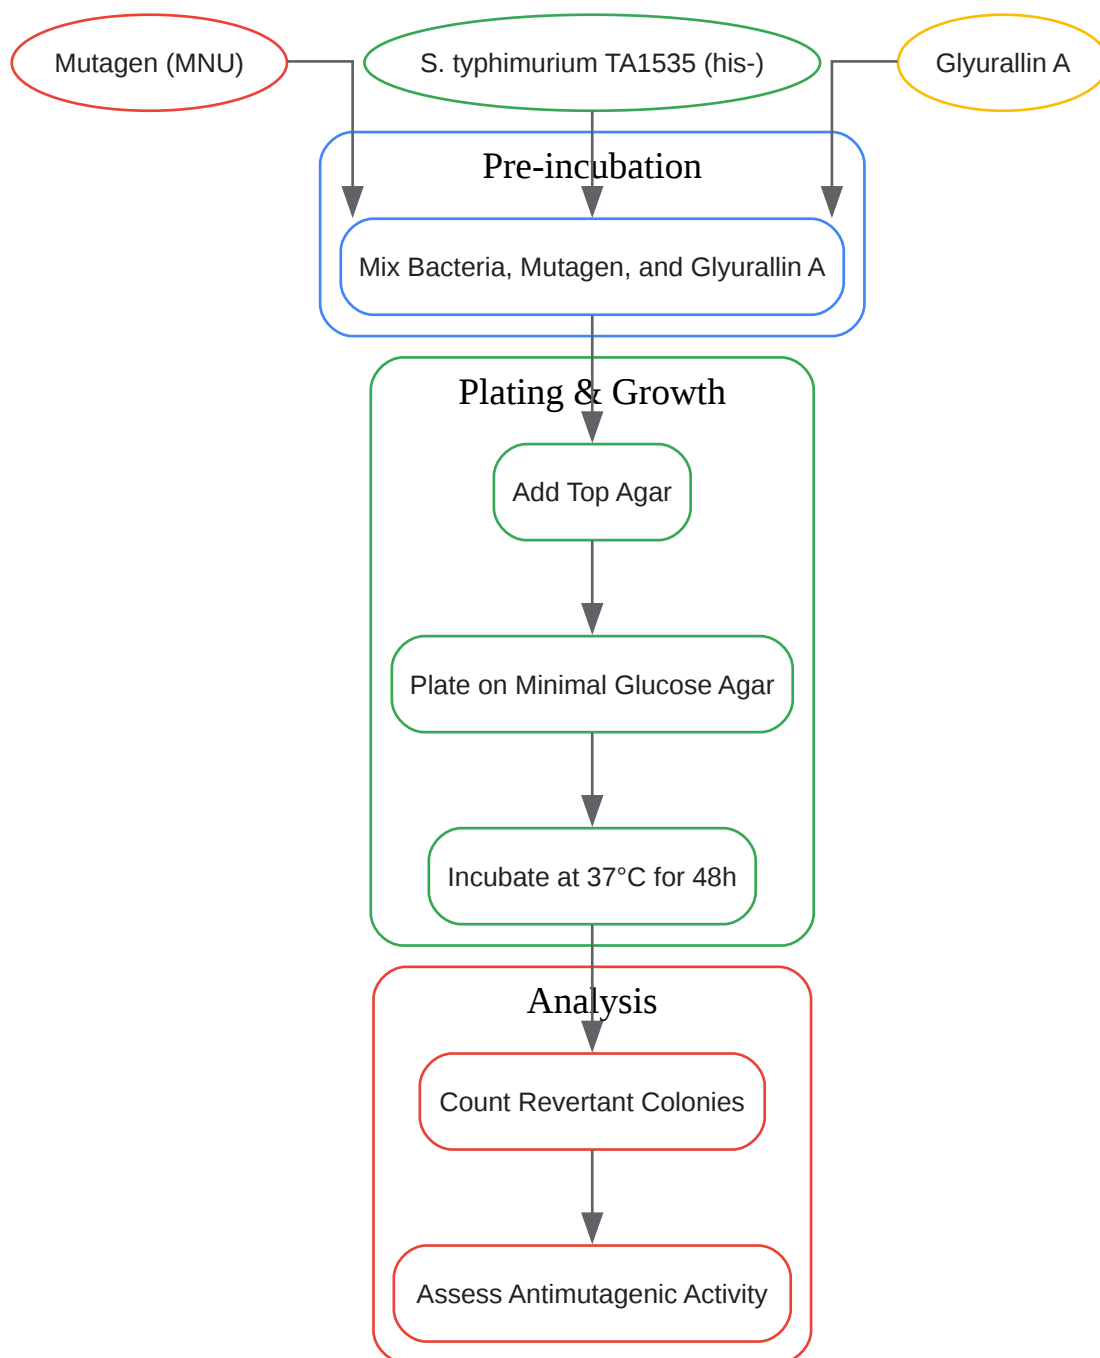 Mutagen (MNU)
S. typhimurium TA1535 (his-)
Glyurallin A
Pre-incubation
Mix Bacteria, Mutagen, and Glyurallin A
Plating & Growth
Add Top Agar
Plate on Minimal Glucose Agar
Incubate at 37°C for 48h
Analysis
Count Revertant Colonies
Assess Antimutagenic Activity